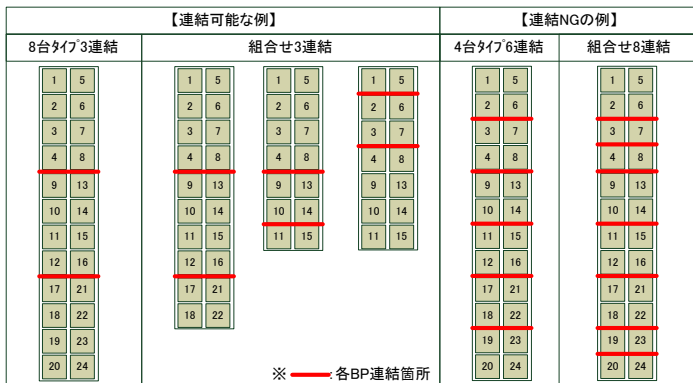 【連結可能な例】 【連結NGの例】
8台ﾀｲﾌﾟ3連結 組合せ3連結 4台ﾀｲﾌﾟ6連結 組合せ8連結
1 5 1 5 1 5 1 5 1 5 1 5
2 6 2 6 2 6 2 6 2 6 2 6
3 7 3 7 3 7 3 7 3 7 3 7
4 8 4 8 4 8 4 8 4 8 4 8
9 13 9 13 9 13 9 13 9 13 9 13
10 14 10 14 10 14 10 14 10 14 10 14
11 15 11 15 11 15 11 15 11 15 11 15
12 16 12 16 12 16 12 16
17 21 17 21 17 21 17 21
18 22 18 22 18 22 18 22
19 23 19 23 19 23
20 24 20 24 20 24
※ : 各BP連結箇所